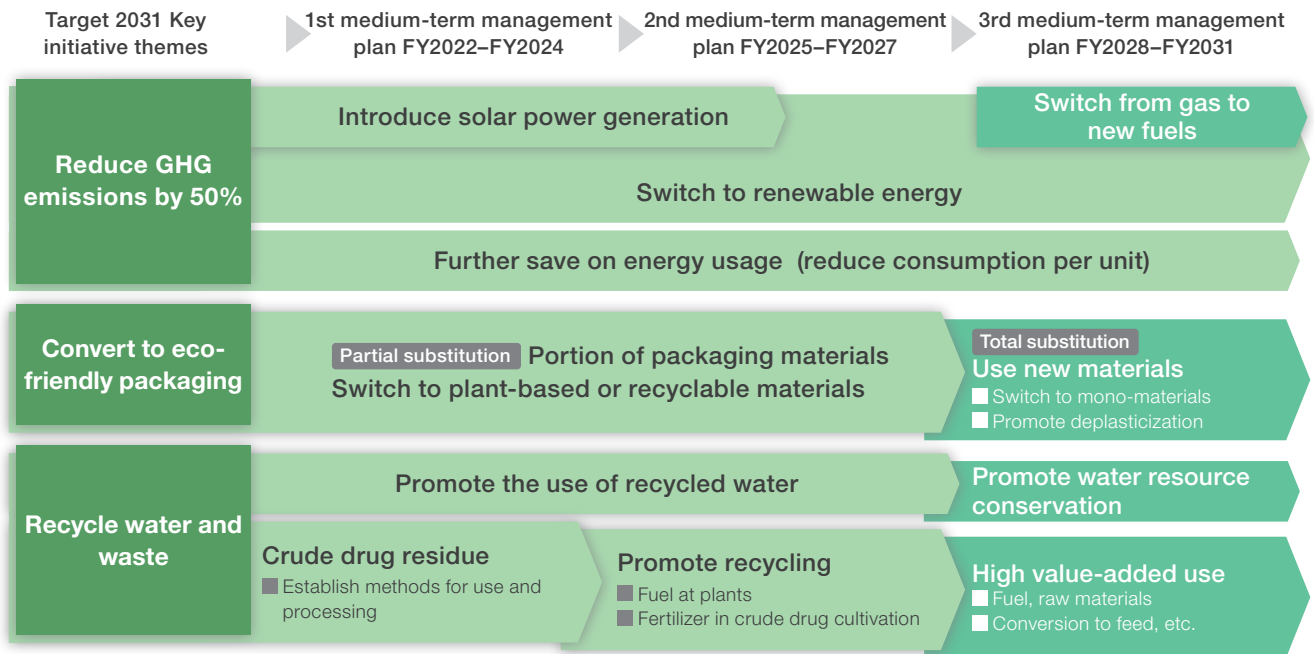 Target 2031 Key
initiative themes
1st medium-term management
plan FY2022–FY2024
2nd medium-term management
plan FY2025–FY2027
3rd medium-term management
plan FY2028–FY2031
Reduce GHG
emissions by 50%
Introduce solar power generation
Switch from gas to
new fuels
Switch to renewable energy
Further save on energy usage (reduce consumption per unit)
Convert to eco-
friendly packaging
Partial substitution Portion of packaging materials
Switch to plant-based or recyclable materials
Total substitution
Use new materials
Switch to mono-materials
Promote deplasticization
Recycle water and
waste
Promote the use of recycled water
Promote water resource
conservation
Crude drug residue
Establish methods for use and
processing
Promote recycling
Fuel at plants
Fertilizer in crude drug cultivation
High value-added use
Fuel, raw materials
Conversion to feed, etc.